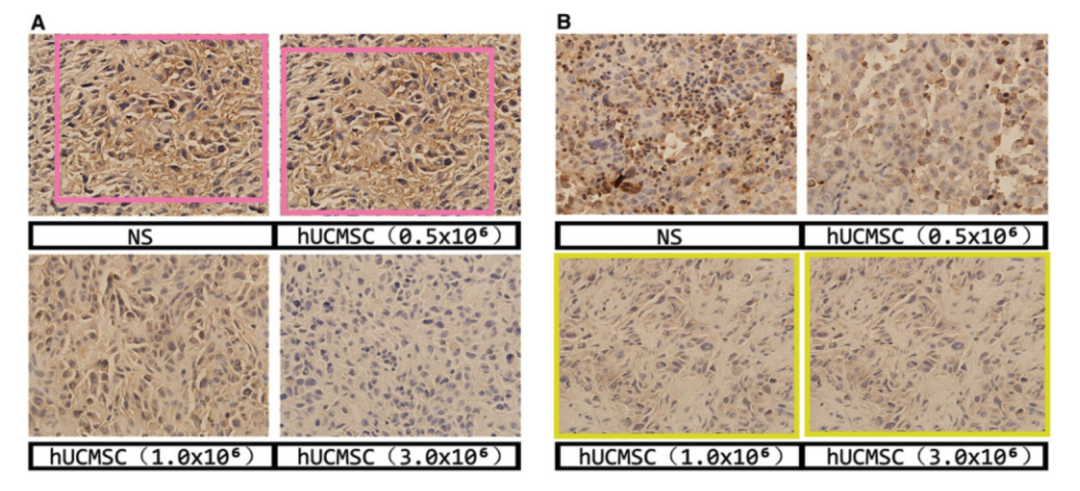 A
B
NS
hUCMSC (0.5x10⁶)
NS
hUCMSC (0.5x10⁶)
hUCMSC (1.0x10⁶)
hUCMSC (3.0x10⁶)
hUCMSC (1.0x10⁶)
hUCMSC (3.0x10⁶)